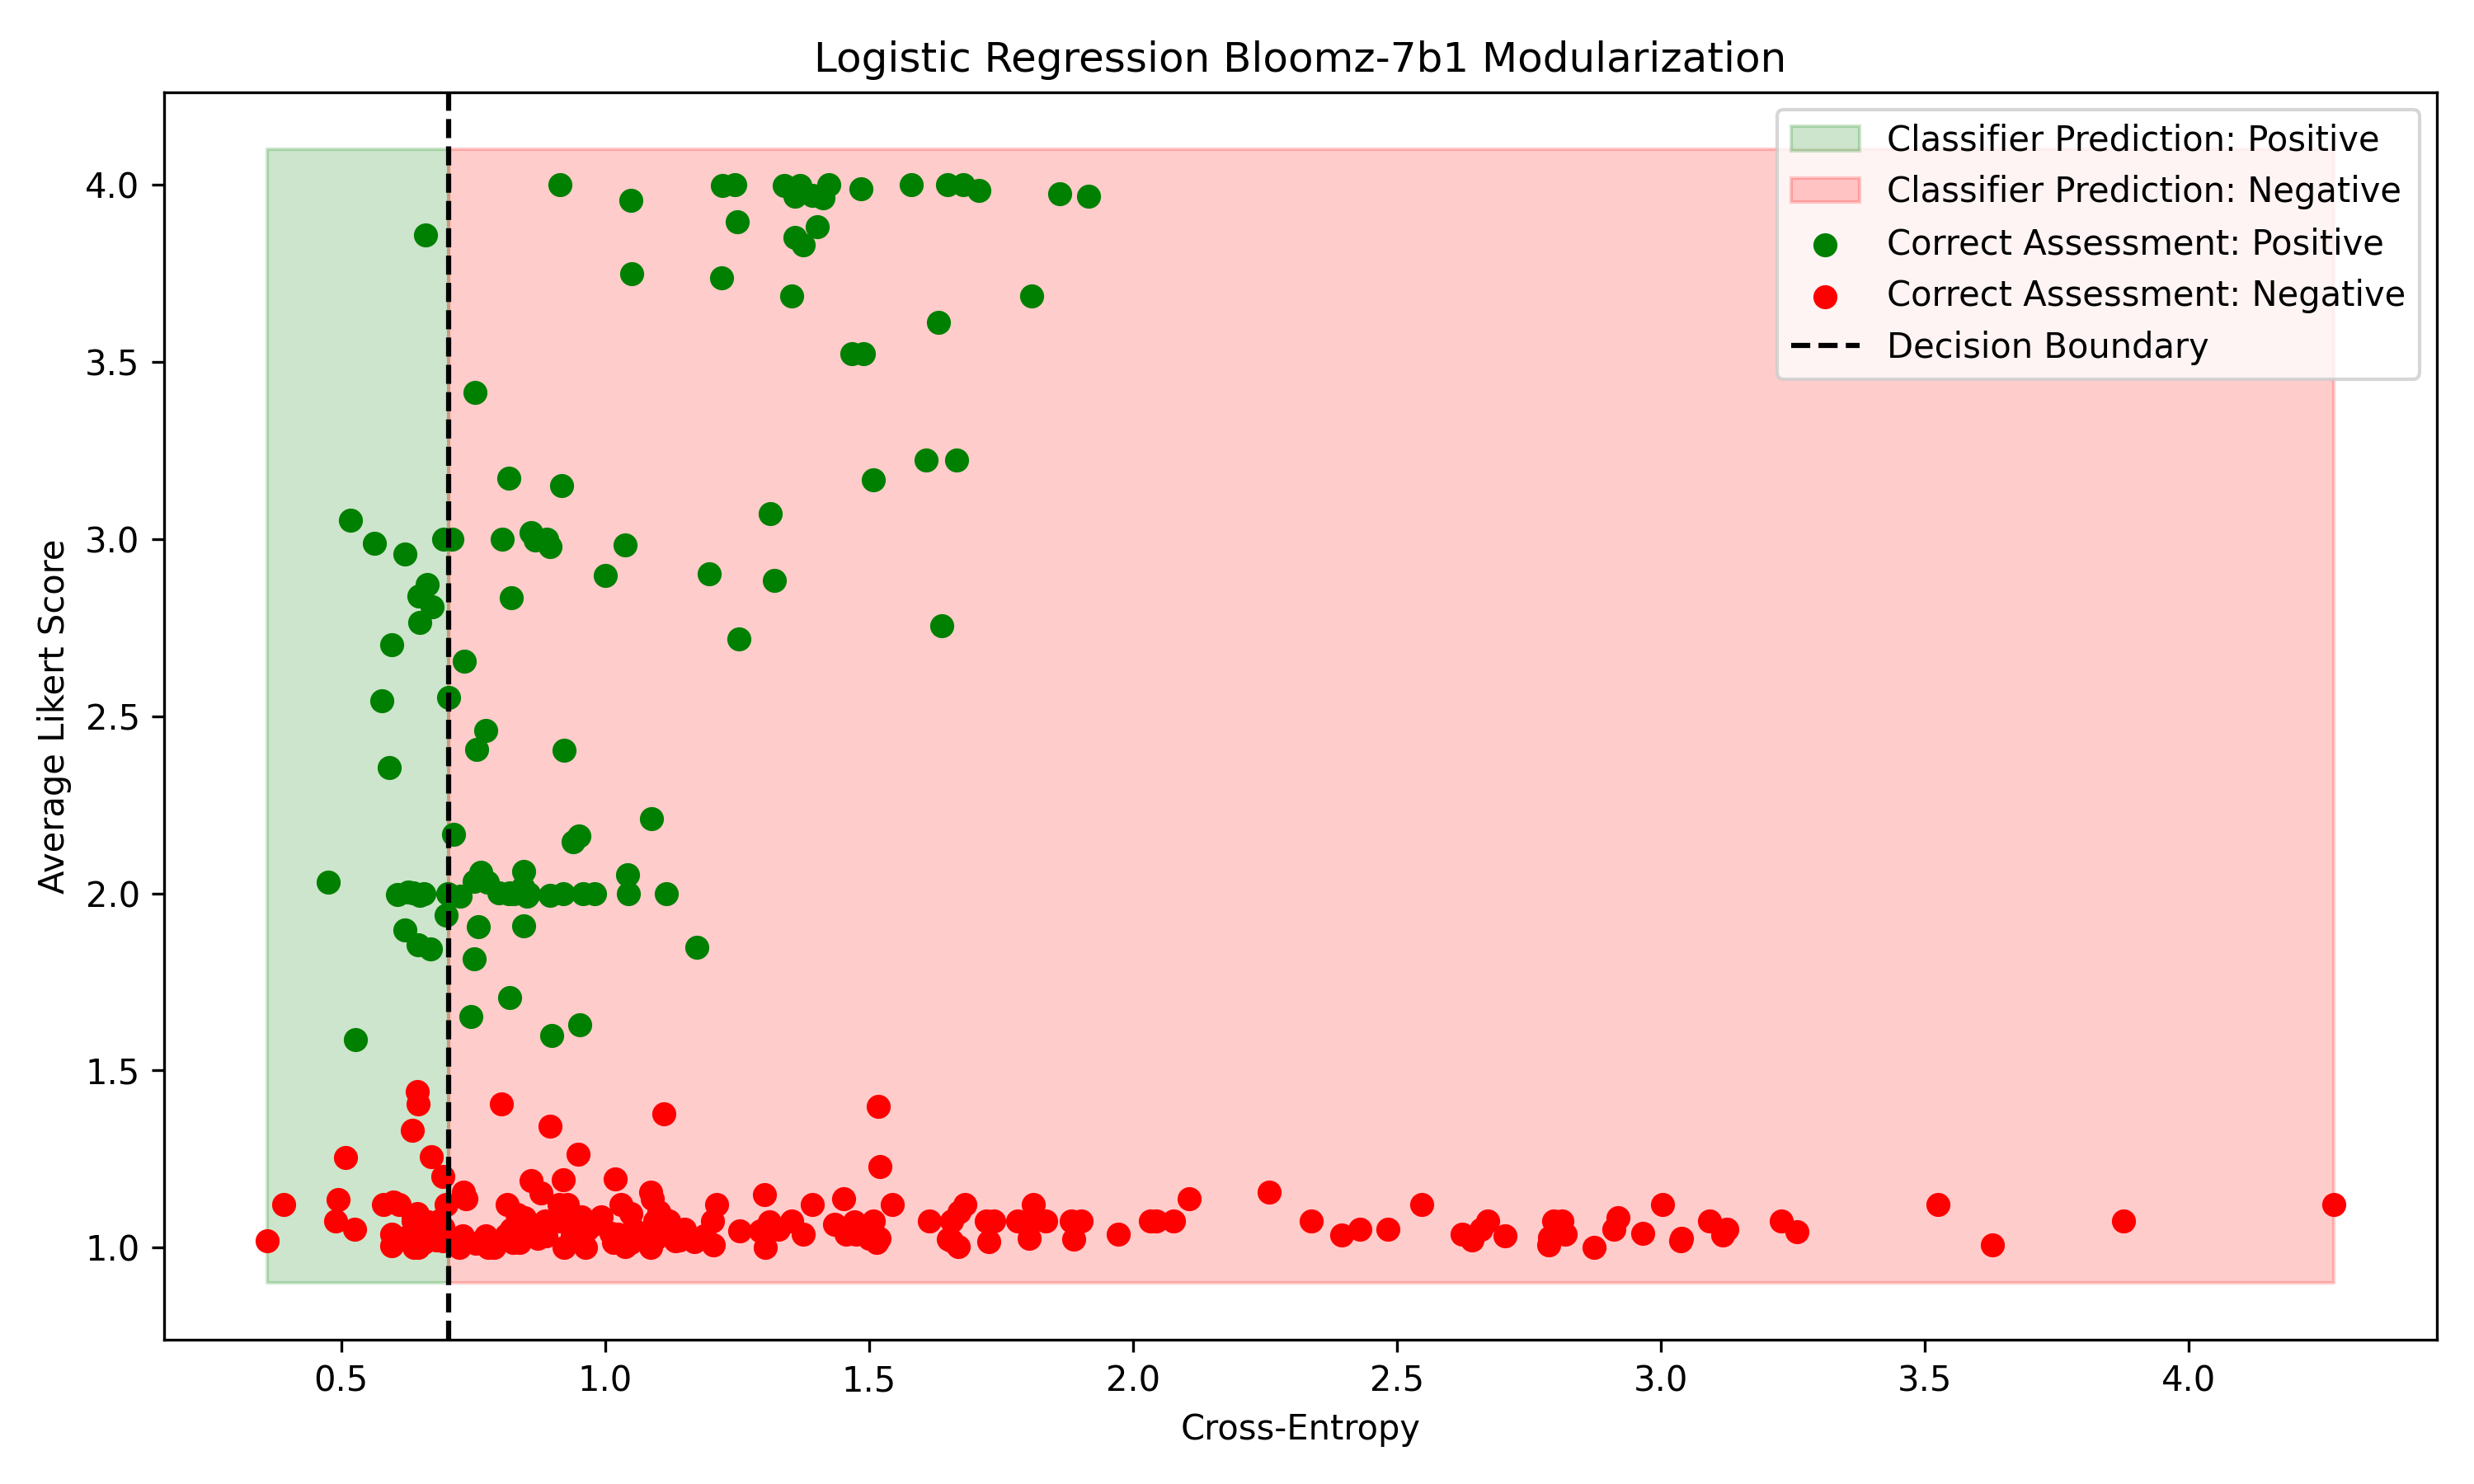 Logistic Regression Bloomz-7b1 Modularization
Classifier Prediction: Positive
Classifier Prediction: Negative
Correct Assessment: Positive
Correct Assessment: Negative
Decision Boundary
Average Likert Score
4.0
3.5
3.0
2.5
2.0
1.5
1.0
0.5 1.0 1.5 2.0 2.5 3.0 3.5 4.0
Cross-Entropy